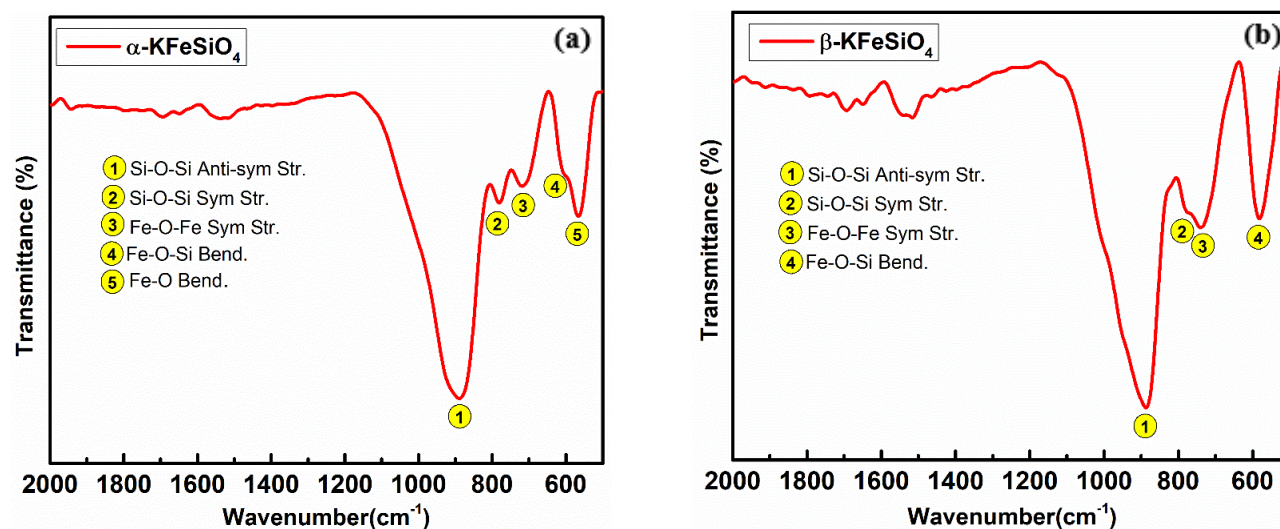 α-KFeSiO₄
(a)
1 Si-O-Si Anti-sym Str.
2 Si-O-Si Sym Str.
3 Fe-O-Fe Sym Str.
4 Fe-O-Si Bend.
5 Fe-O Bend.
1
2
3
4
5
Transmittance (%)
2000 1800 1600 1400 1200 1000 800 600
Wavenumber(cm⁻¹)
β-KFeSiO₄
(b)
1 Si-O-Si Anti-sym Str.
2 Si-O-Si Sym Str.
3 Fe-O-Fe Sym Str.
4 Fe-O-Si Bend.
1
2
3
4
Transmittance (%)
2000 1800 1600 1400 1200 1000 800 600
Wavenumber(cm⁻¹)